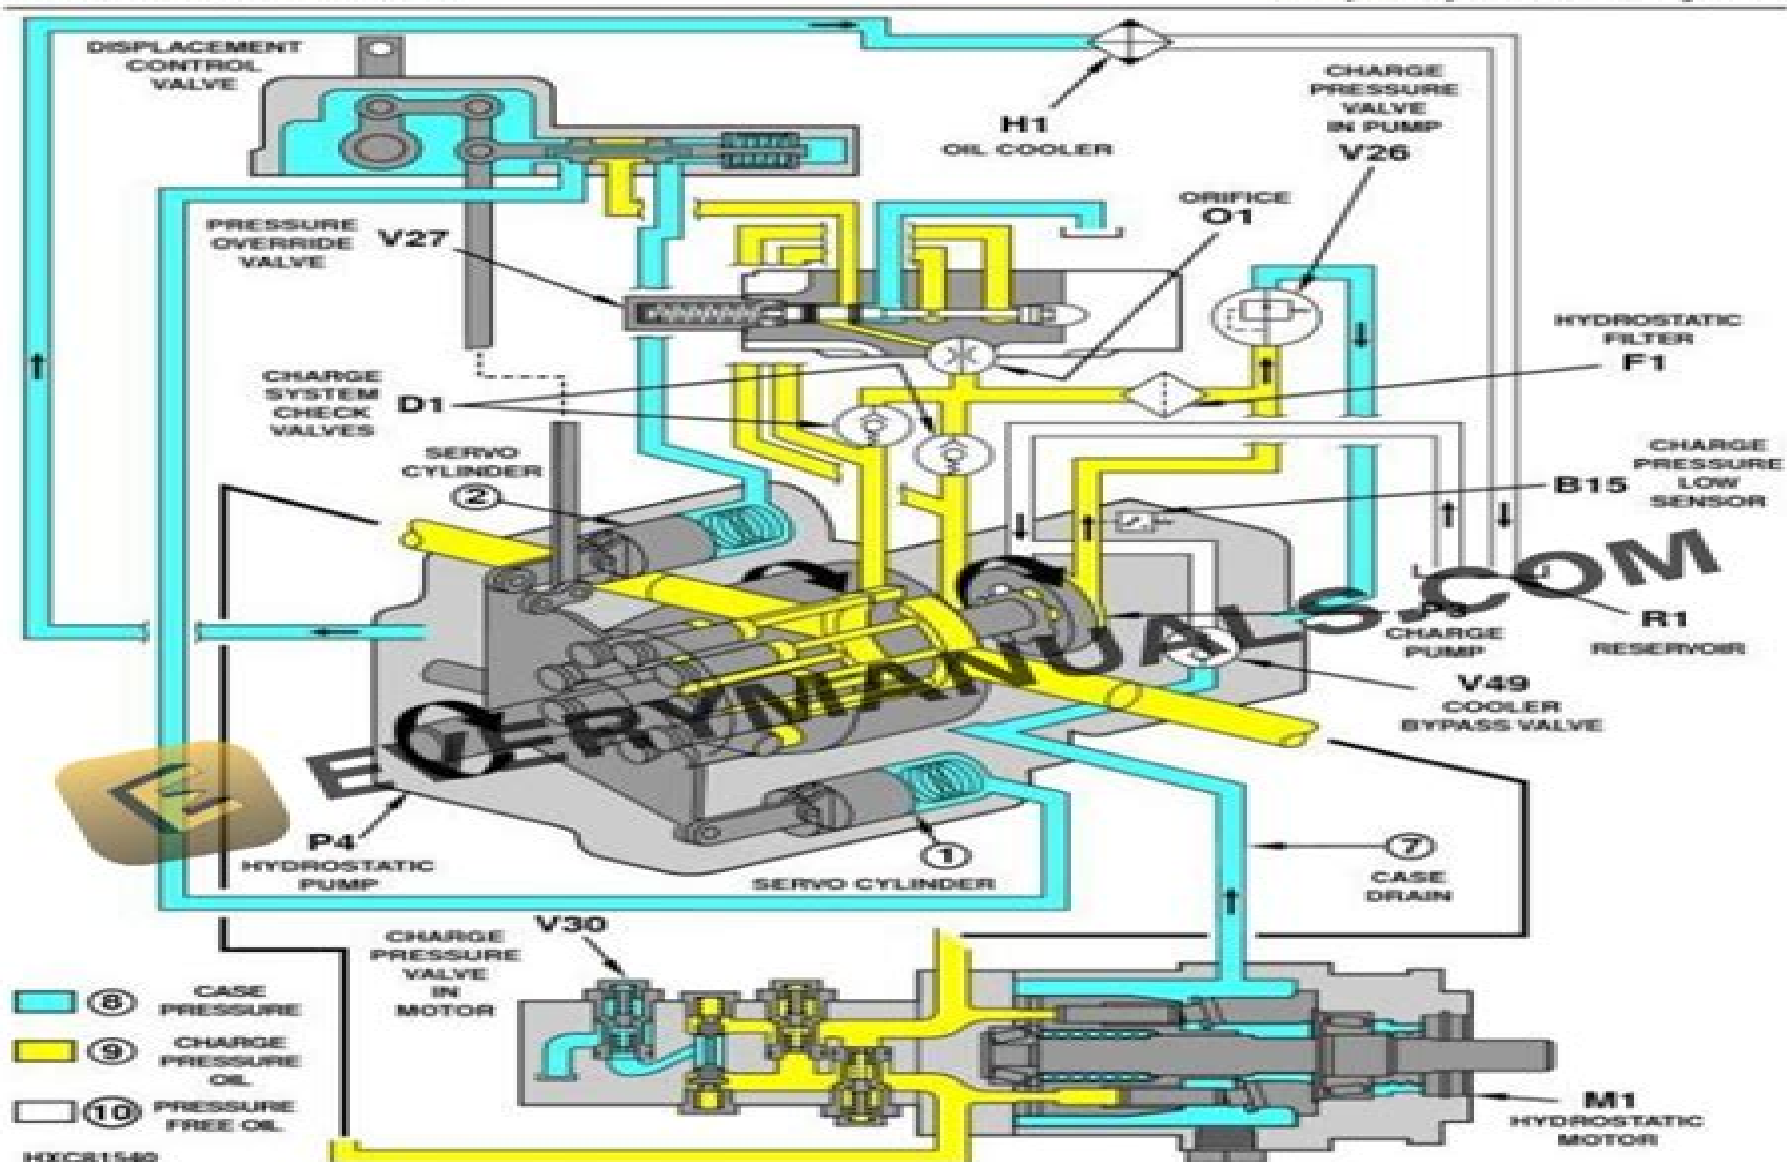 DISPLACEMENT
CONTROL
VALVE
H1
OIL COOLER
CHARGE
PRESSURE
VALVE
IN PUMP
V26
PRESSURE
OVERRIDE
VALVE
V27
ORIFICE
O1
HYDROSTATIC
FILTER
F1
CHARGE
SYSTEM
CHECK
VALVES
D1
SERVO
CYLINDER
2
CHARGE
PRESSURE
LOW
SENSOR
B15
P3
CHARGE
PUMP
R1
RESERVOIR
V49
COOLER
BYPASS VALVE
EVERYMANUALS.COM
P4
HYDROSTATIC
PUMP
1
SERVO CYLINDER
7
CASE
DRAIN
V30
CHARGE
PRESSURE
VALVE
IN
MOTOR
8
CASE
PRESSURE
9
CHARGE
PRESSURE
OIL
10
PRESSURE
FREE OIL
M1
HYDROSTATIC
MOTOR
HXC81540